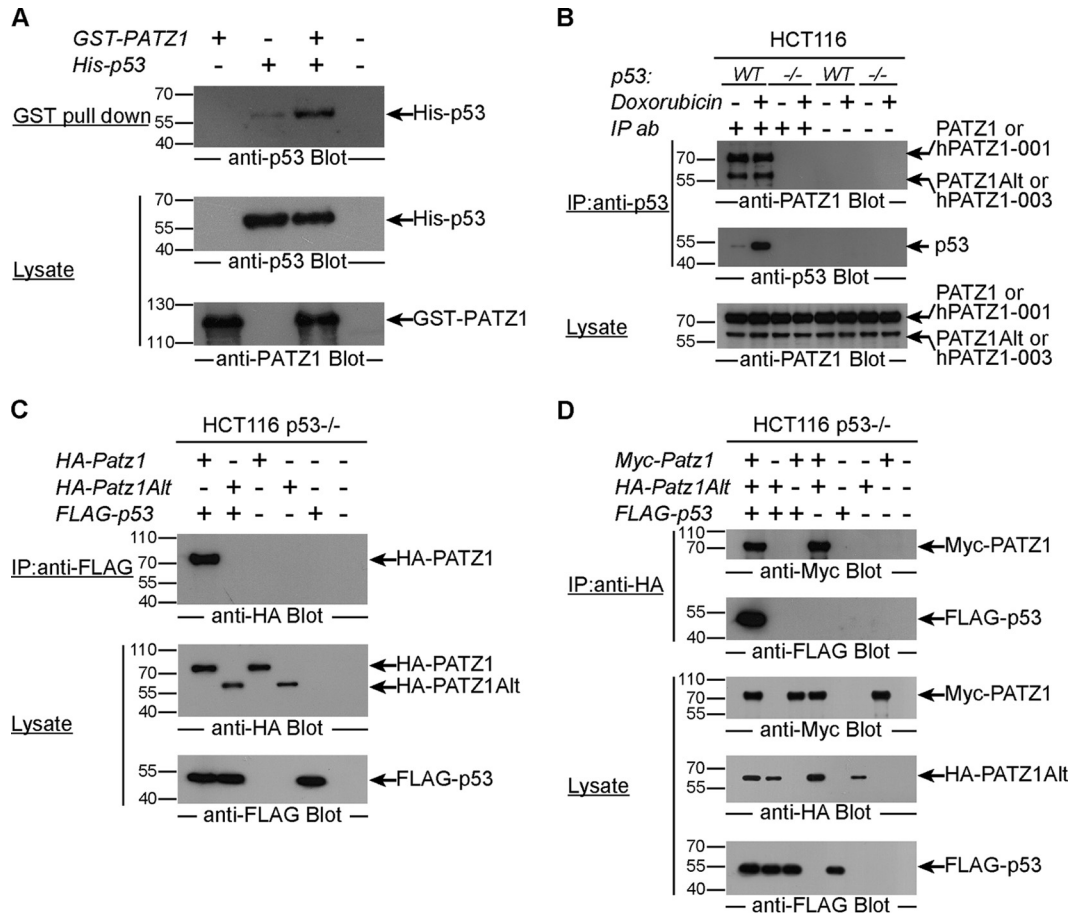 A
GST-PATZ1 + - + -
His-p53 - + + -
GST pull down
70
55
40
His-p53
anti-p53 Blot
Lysate
70
55
40
His-p53
anti-p53 Blot
130
110
GST-PATZ1
anti-PATZ1 Blot
B
HCT116
p53: WT -/- WT -/-
Doxorubicin - + - + - + - +
IP ab + + + + - - - -
IP:anti-p53
70
55
PATZ1 or
hPATZ1-001
PATZ1Alt or
hPATZ1-003
anti-PATZ1 Blot
55
40
p53
anti-p53 Blot
Lysate
70
55
PATZ1 or
hPATZ1-001
PATZ1Alt or
hPATZ1-003
anti-PATZ1 Blot
C
HCT116 p53-/-
HA-Patz1 + - + - - -
HA-Patz1Alt - + - + - -
FLAG-p53 + + - - + -
IP:anti-FLAG
110
70
55
40
HA-PATZ1
anti-HA Blot
Lysate
110
70
55
40
HA-PATZ1
HA-PATZ1Alt
anti-HA Blot
55
40
FLAG-p53
anti-FLAG Blot
D
HCT116 p53-/-
Myc-Patz1 + - + + - - + -
HA-Patz1Alt + + - + - + - -
FLAG-p53 + + + - + - - -
IP:anti-HA
110
70
Myc-PATZ1
anti-Myc Blot
55
40
FLAG-p53
anti-FLAG Blot
Lysate
110
70
55
Myc-PATZ1
anti-Myc Blot
70
55
HA-PATZ1Alt
anti-HA Blot
70
55
40
FLAG-p53
anti-FLAG Blot